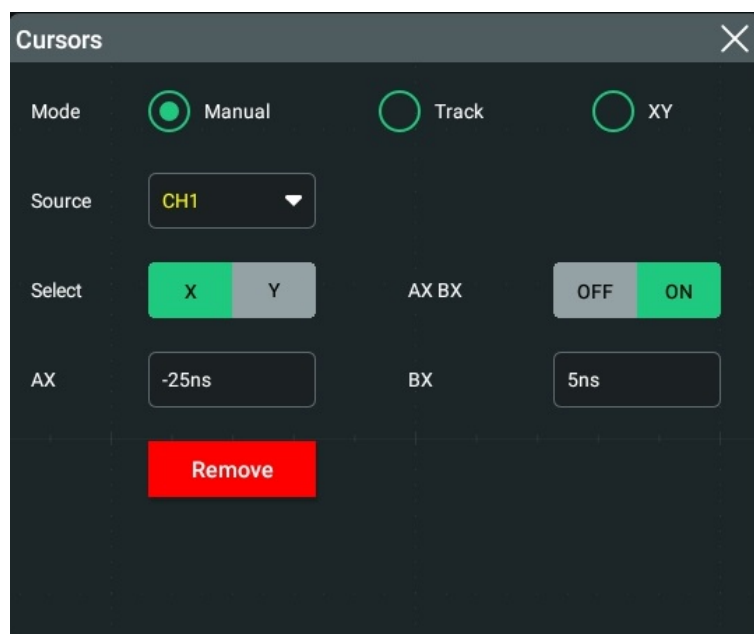 Cursors
Mode Manual Track XY
Source CH1
Select X Y AX BX OFF ON
AX -25ns BX 5ns
Remove